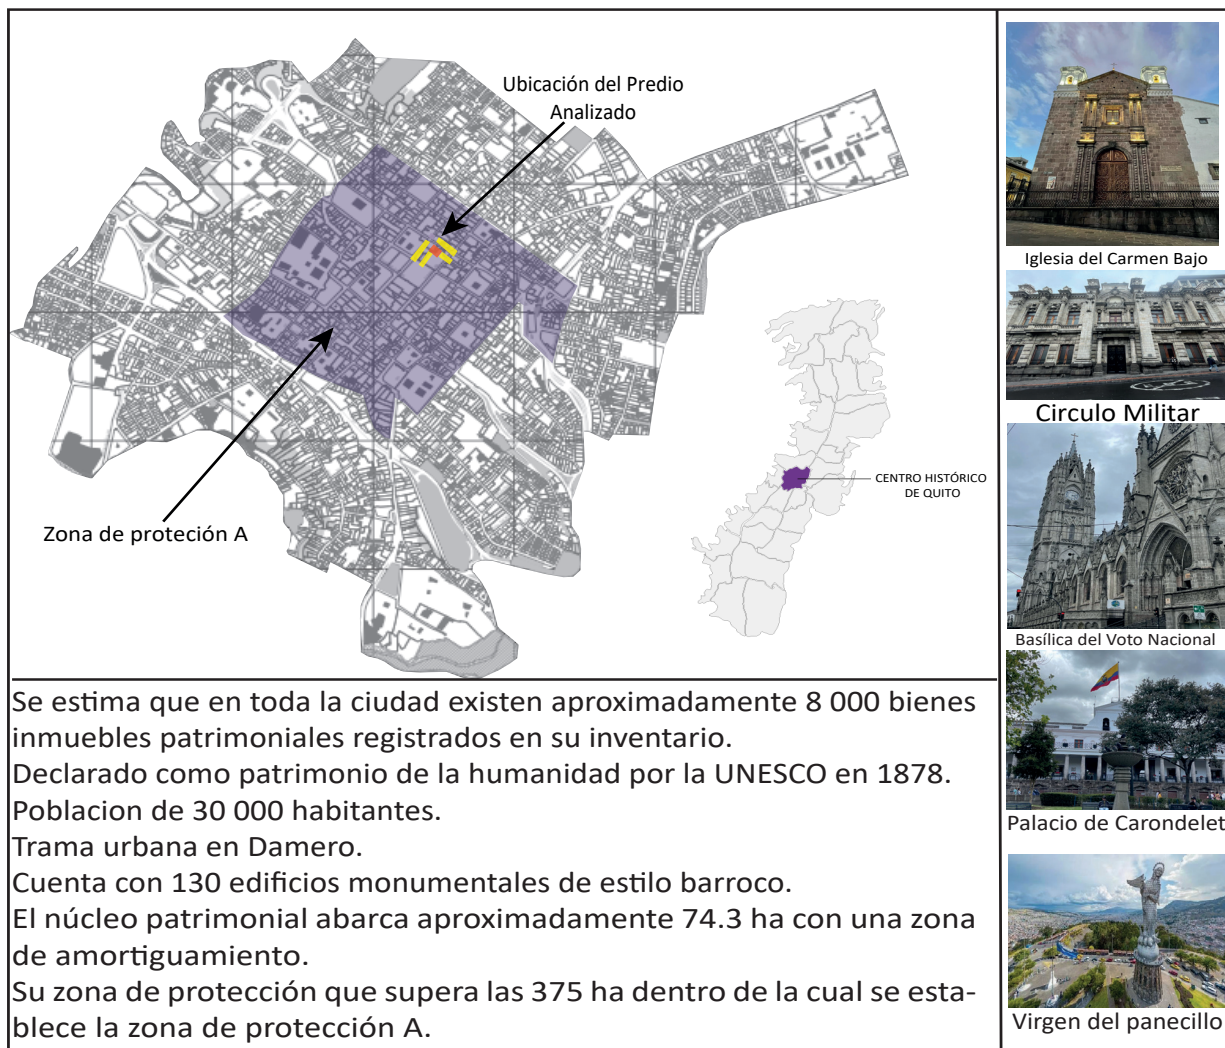 Ubicación del Predio
Analizado
Zona de proteción A
CENTRO HISTÓRICO
DE QUITO
Se estima que en toda la ciudad existen aproximadamente 8 000 bienes
inmuebles patrimoniales registrados en su inventario.
Declarado como patrimonio de la humanidad por la UNESCO en 1878.
Poblacion de 30 000 habitantes.
Trama urbana en Damero.
Cuenta con 130 edificios monumentales de estilo barroco.
El núcleo patrimonial abarca aproximadamente 74.3 ha con una zona
de amortiguamiento.
Su zona de protección que supera las 375 ha dentro de la cual se esta-
blece la zona de protección A.
Iglesia del Carmen Bajo
Circulo Militar
Basílica del Voto Nacional
Palacio de Carondelet
Virgen del panecillo